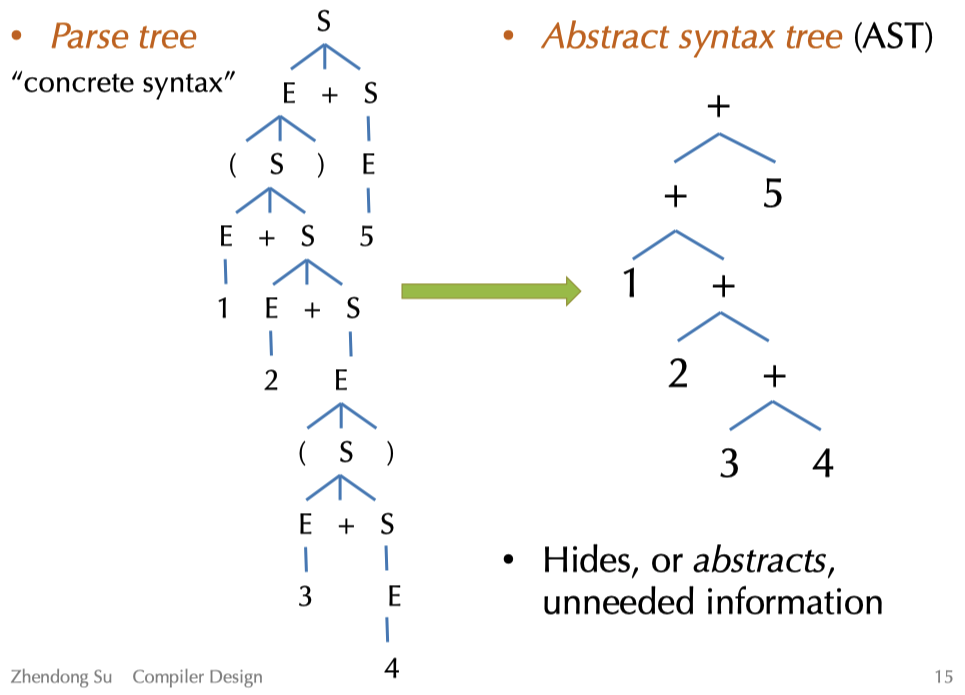 • Parse tree
"concrete syntax"
S
E + S
( S ) E
E + S 5
1 E + S
2 E
( S )
E + S
3 E
4
• Abstract syntax tree (AST)
+
+ 5
1 +
2 +
3 4
• Hides, or abstracts,
unneeded information
Zhendong Su Compiler Design
15